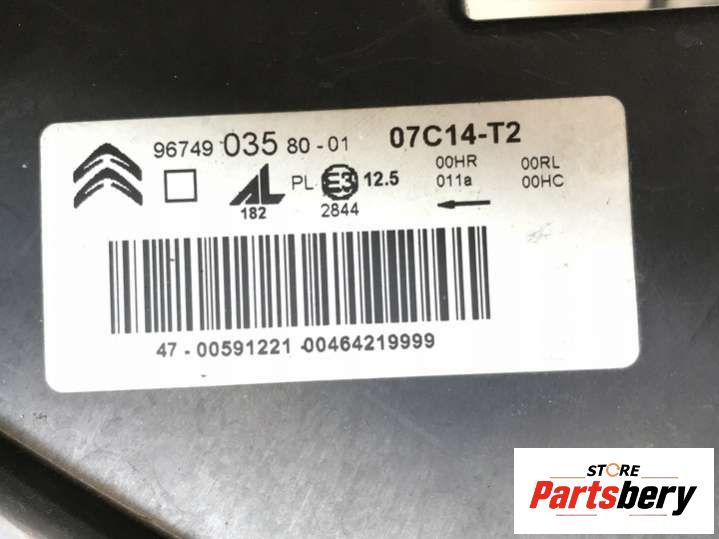 96749 035 80 - 01 07C14-T2
00HR 00RL
AL PL E3 12.5 011a 00HC
182 2844
47 - 00591221 - 00464219999
STORE
Partsbery